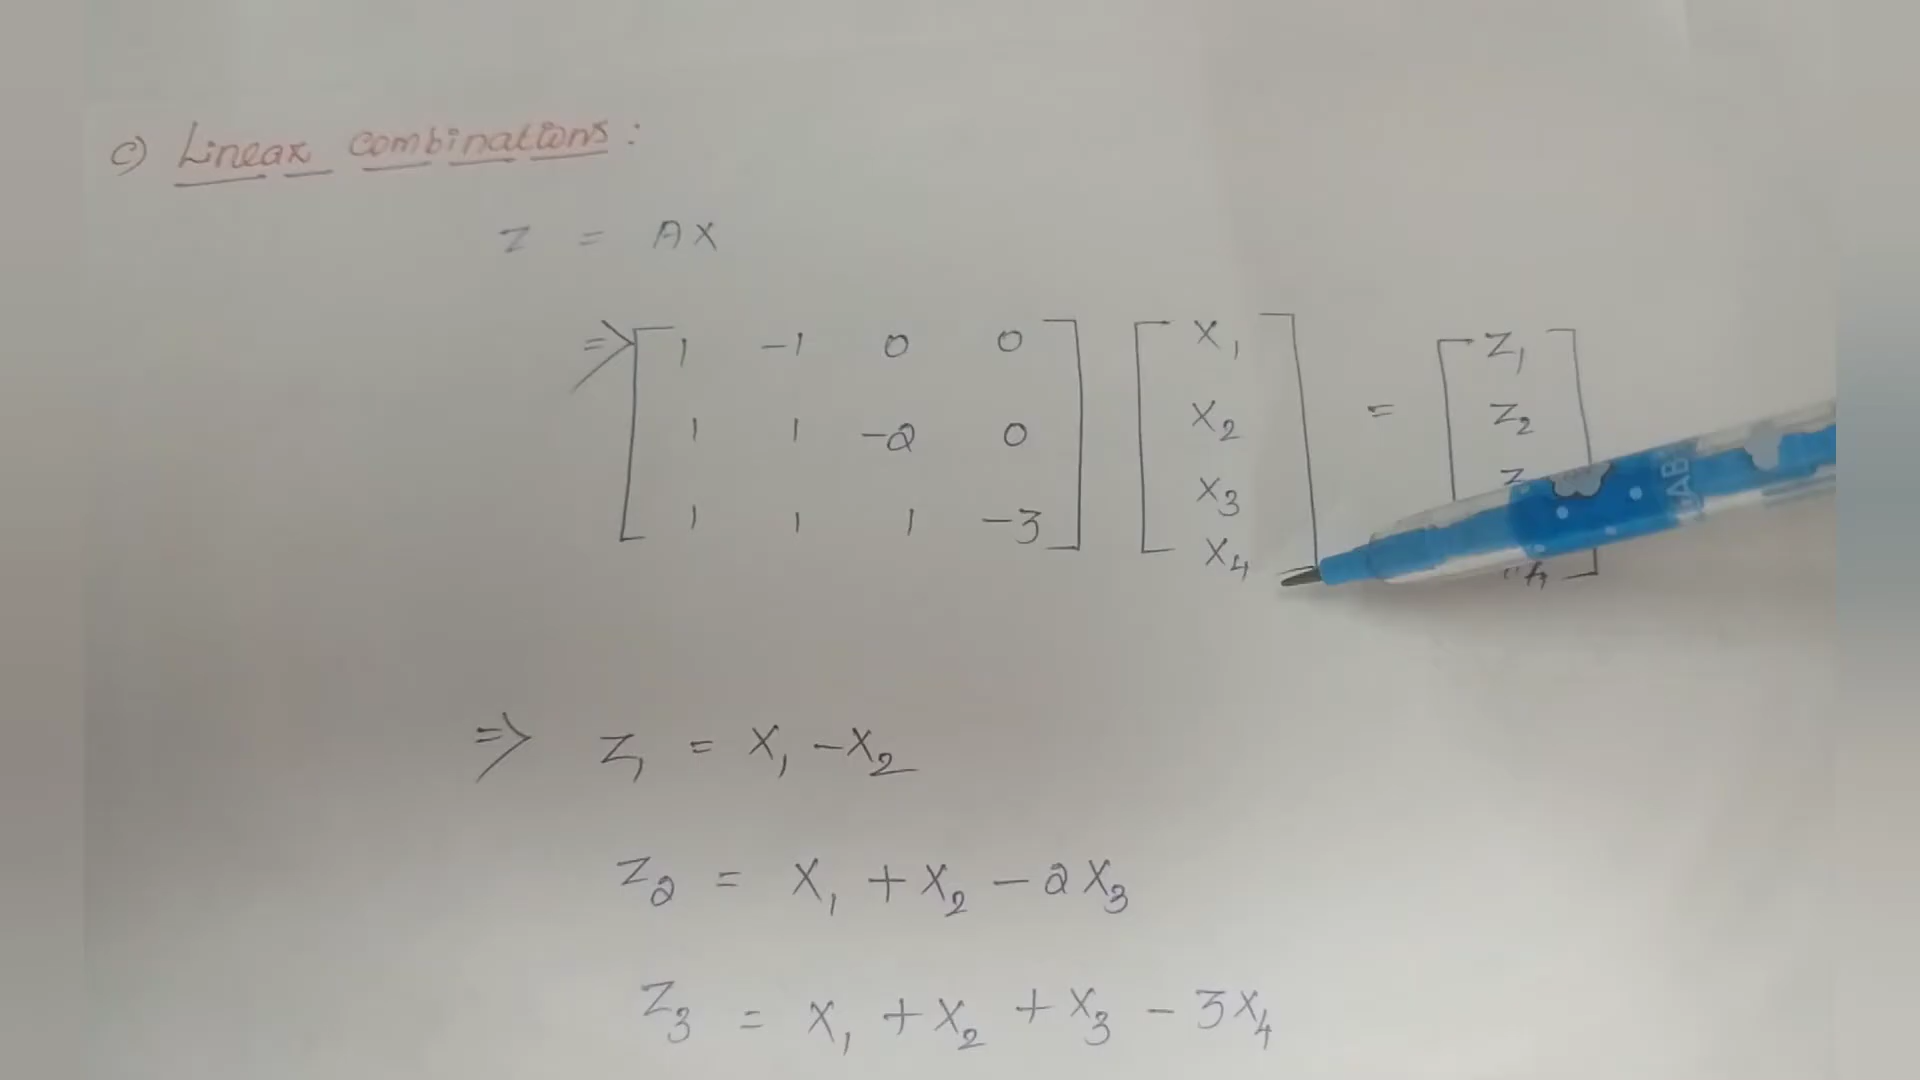 c) Linear combinations:
Z = AX
⇒ [ 1 -1 0 0 ] [ X₁ ] = [ Z₁ ]
[ 1 1 -2 0 ] [ X₂ ] [ Z₂ ]
[ 1 1 1 -3 ] [ X₃ ] [ Z ]
[ X₄ ]
⇒ Z₁ = X₁ - X₂
Z₂ = X₁ + X₂ - 2X₃
Z₃ = X₁ + X₂ + X₃ - 3X₄